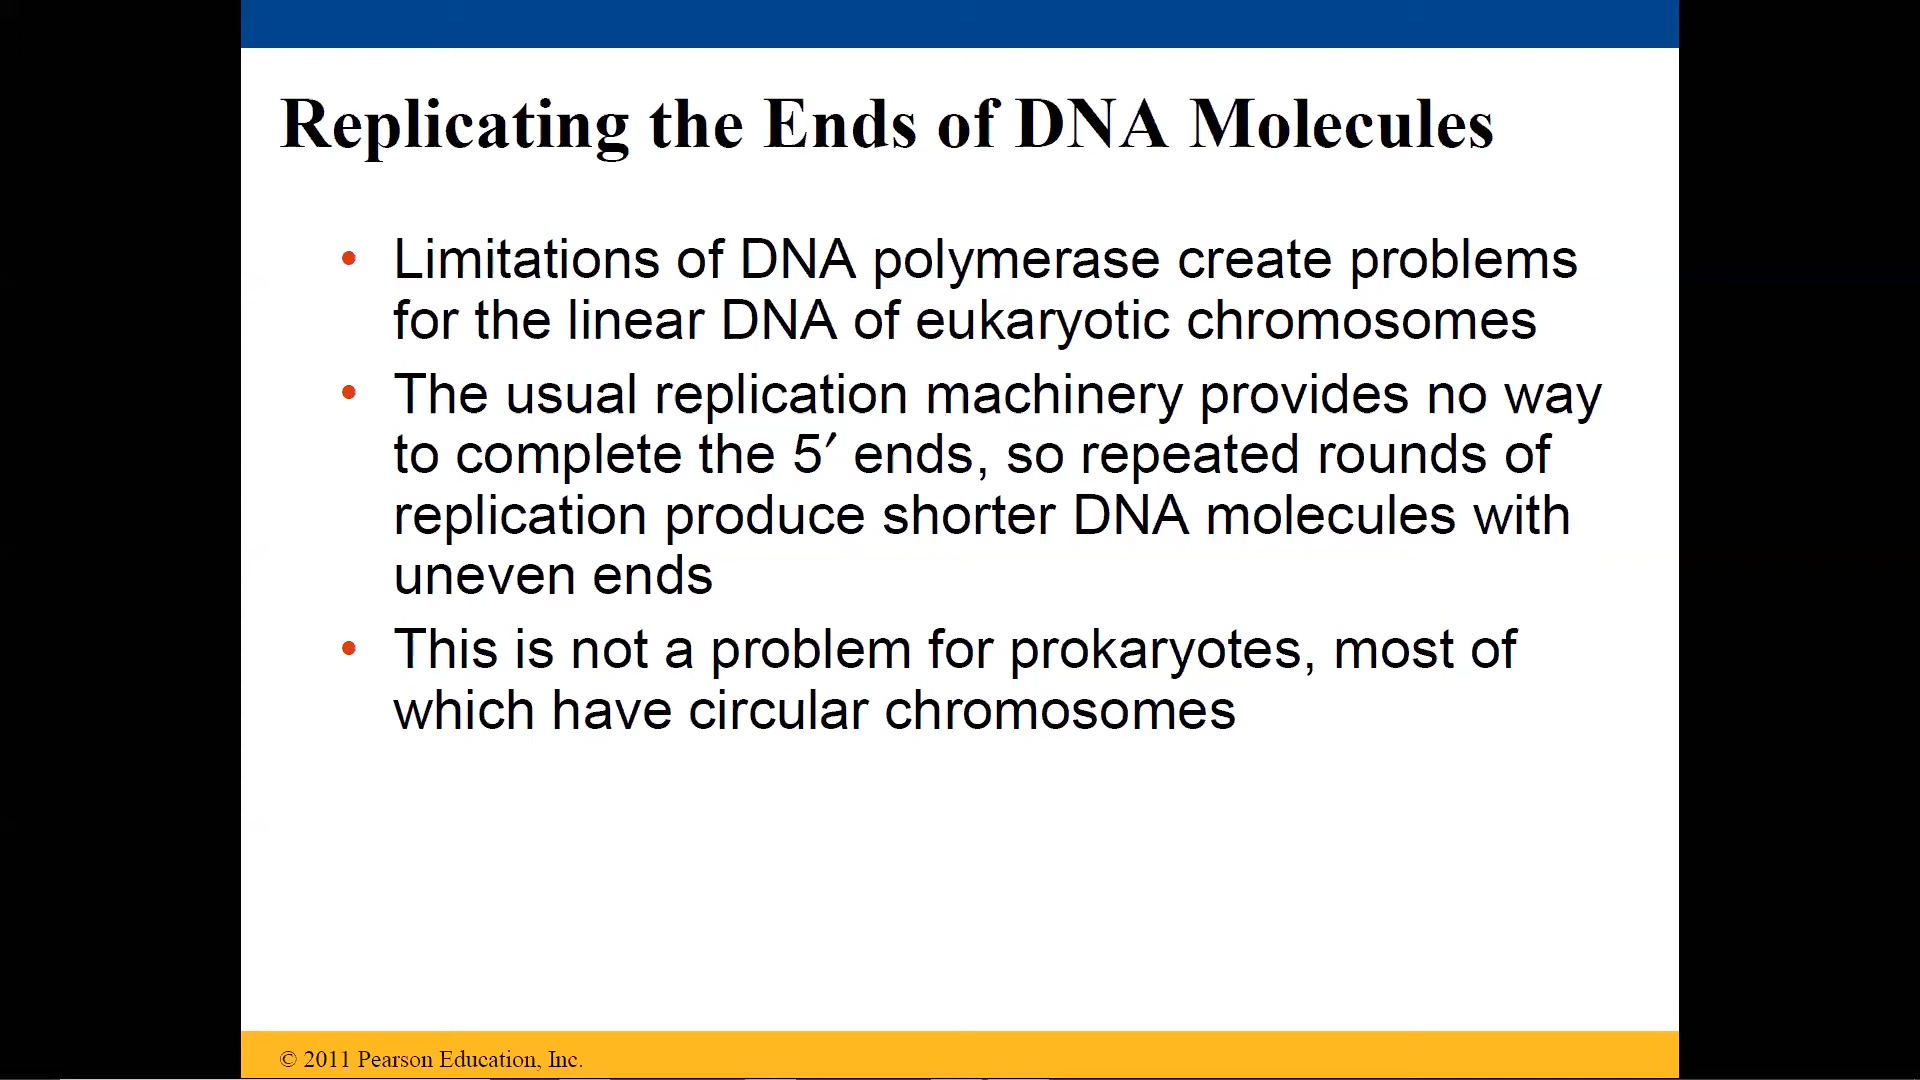 Replicating the Ends of DNA Molecules
• Limitations of DNA polymerase create problems
for the linear DNA of eukaryotic chromosomes
• The usual replication machinery provides no way
to complete the 5′ ends, so repeated rounds of
replication produce shorter DNA molecules with
uneven ends
• This is not a problem for prokaryotes, most of
which have circular chromosomes
© 2011 Pearson Education, Inc.